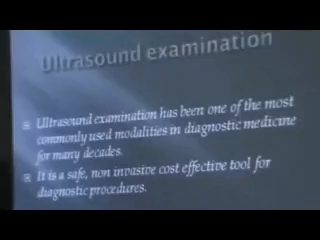 Ultrasound examination
Ultrasound examination has been one of the most
commonly used modalities in diagnostic medicine
for many decades.
It is a safe, non invasive cost effective tool for
diagnostic procedures.